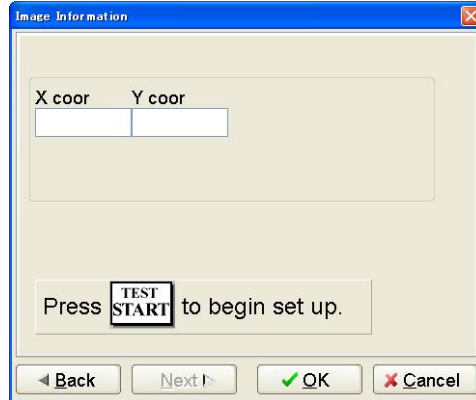 Image Information
X coor Y coor
Press TEST START to begin set up.
Back Next OK Cancel